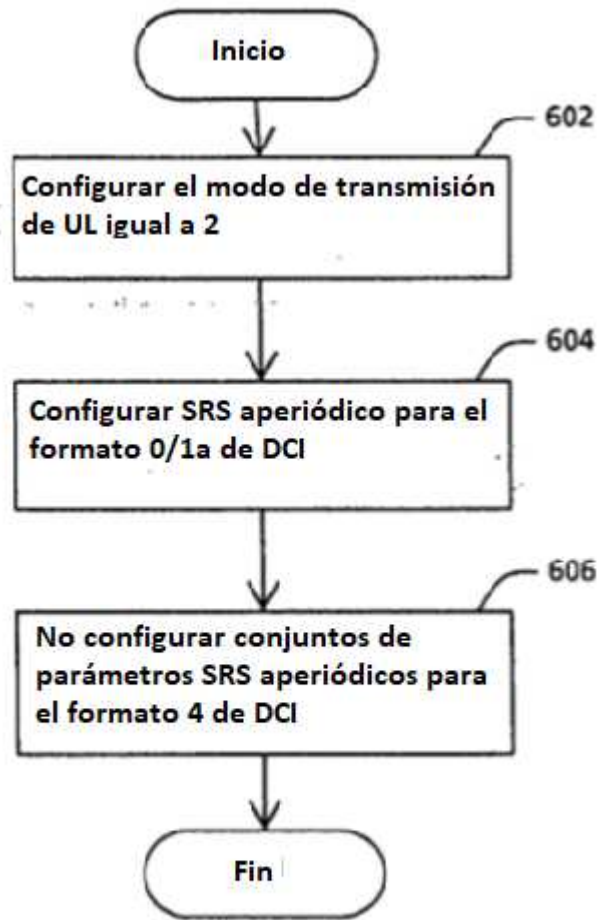 Inicio
602
Configurar el modo de transmisión
de UL igual a 2
604
Configurar SRS aperiódico para el
formato 0/1a de DCI
606
No configurar conjuntos de
parámetros SRS aperiódicos para
el formato 4 de DCI
Fin